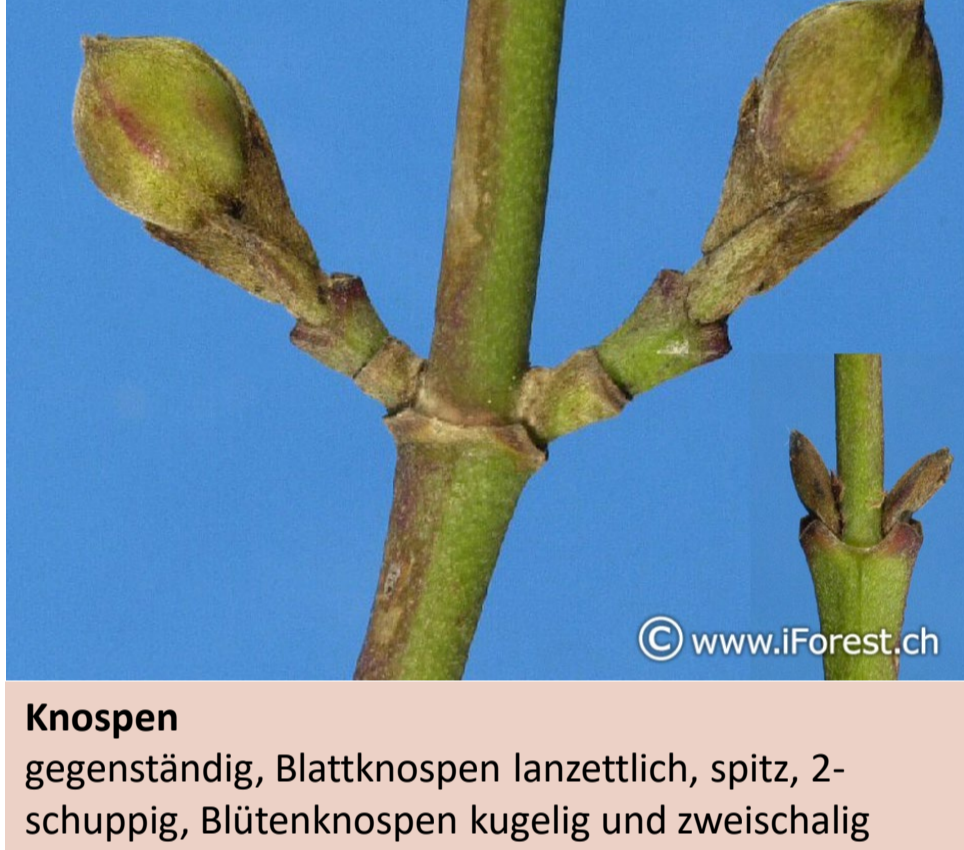 © www.iForest.ch
Knospen
gegenständig, Blattknospen lanzettlich, spitz, 2-
schuppig, Blütenknospen kugelig und zweischalig